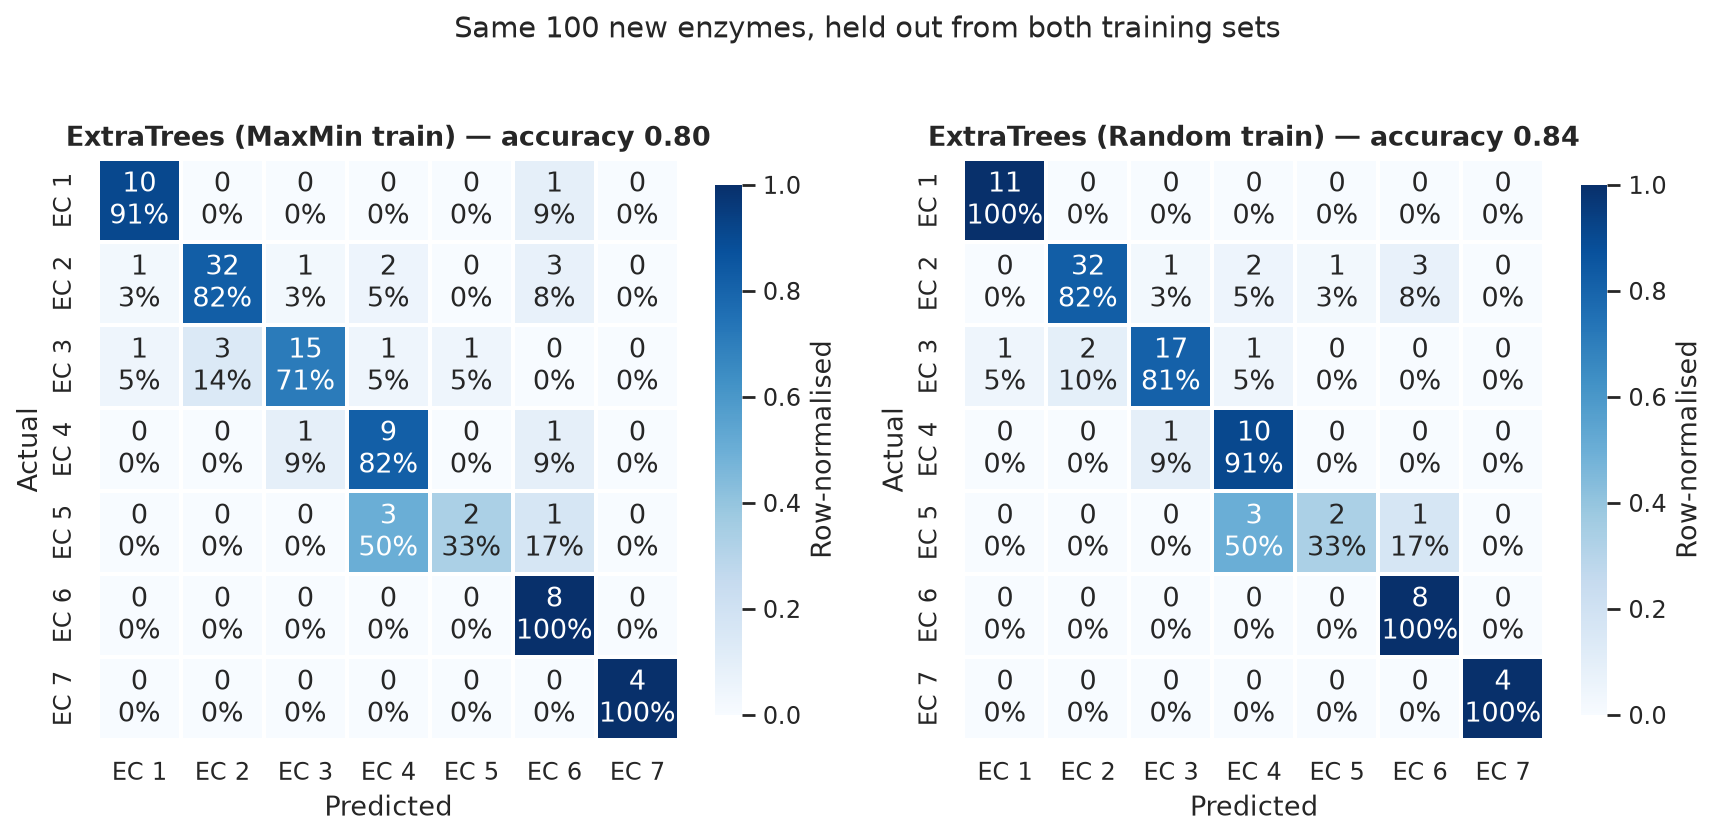 Same 100 new enzymes, held out from both training sets
ExtraTrees (MaxMin train) — accuracy 0.80
EC 1
10 0 0 0 0 1 0
91% 0% 0% 0% 0% 9% 0%
EC 2
1 32 1 2 0 3 0
3% 82% 3% 5% 0% 8% 0%
EC 3
1 3 15 1 1 0 0
5% 14% 71% 5% 5% 0% 0%
EC 4
0 0 1 9 0 1 0
0% 0% 9% 82% 0% 9% 0%
EC 5
0 0 0 3 2 1 0
0% 0% 0% 50% 33% 17% 0%
EC 6
0 0 0 0 0 8 0
0% 0% 0% 0% 0% 100% 0%
EC 7
0 0 0 0 0 0 4
0% 0% 0% 0% 0% 0% 100%
Actual
EC 1 EC 2 EC 3 EC 4 EC 5 EC 6 EC 7
Predicted
1.0
0.8
0.6
0.4
0.2
0.0
Row-normalised
ExtraTrees (Random train) — accuracy 0.84
EC 1
11 0 0 0 0 0 0
100% 0% 0% 0% 0% 0% 0%
EC 2
0 32 1 2 1 3 0
0% 82% 3% 5% 3% 8% 0%
EC 3
1 2 17 1 0 0 0
5% 10% 81% 5% 0% 0% 0%
EC 4
0 0 1 10 0 0 0
0% 0% 9% 91% 0% 0% 0%
EC 5
0 0 0 3 2 1 0
0% 0% 0% 50% 33% 17% 0%
EC 6
0 0 0 0 0 8 0
0% 0% 0% 0% 0% 100% 0%
EC 7
0 0 0 0 0 0 4
0% 0% 0% 0% 0% 0% 100%
Actual
EC 1 EC 2 EC 3 EC 4 EC 5 EC 6 EC 7
Predicted
1.0
0.8
0.6
0.4
0.2
0.0
Row-normalised